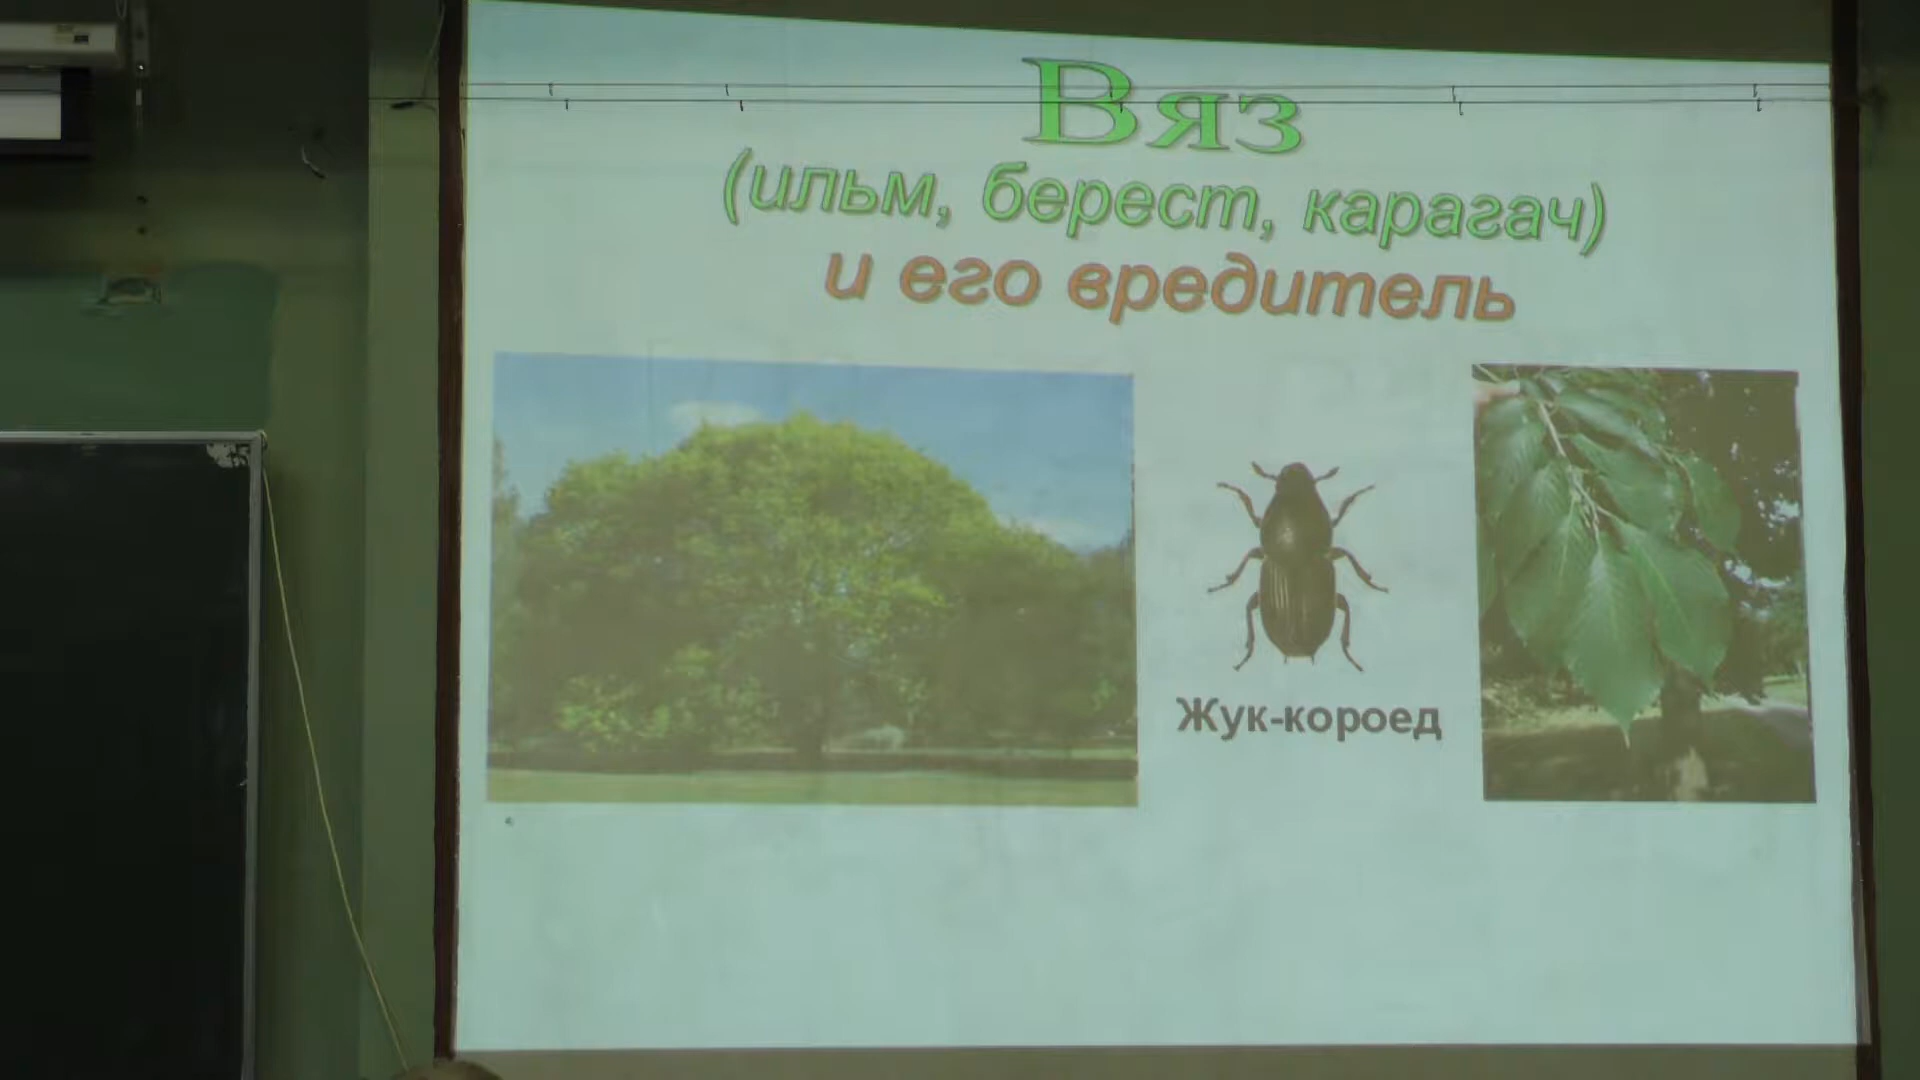 Вяз
(ильм, берест, карагач)
и его вредитель
Жук-короед